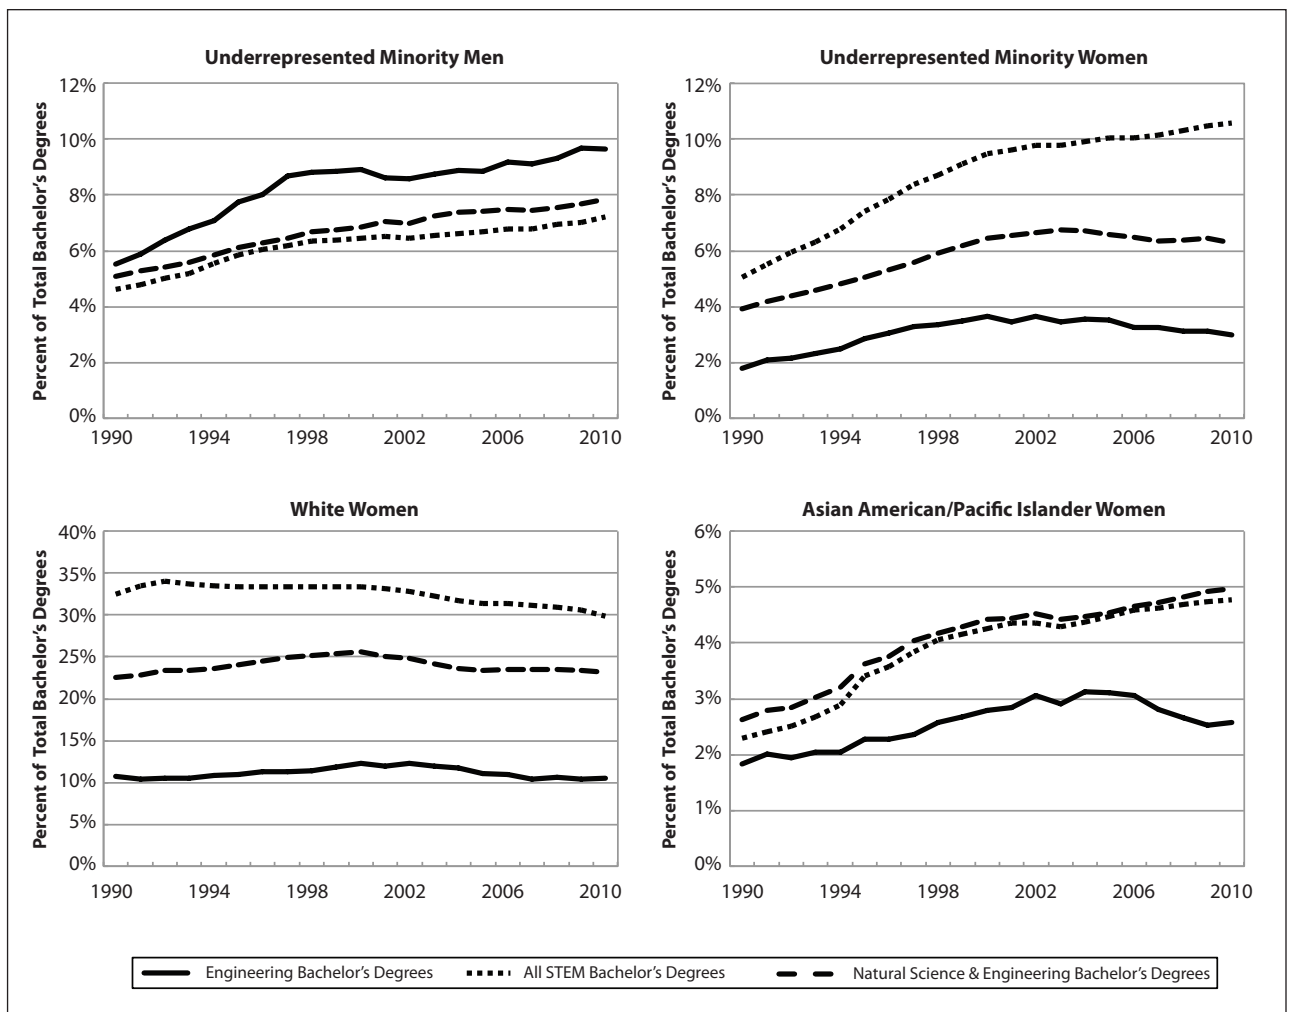 Underrepresented Minority Men
Percent of Total Bachelor's Degrees
12%
10%
8%
6%
4%
2%
0%
1990 1994 1998 2002 2006 2010
Underrepresented Minority Women
Percent of Total Bachelor's Degrees
12%
10%
8%
6%
4%
2%
0%
1990 1994 1998 2002 2006 2010
White Women
Percent of Total Bachelor's Degrees
40%
35%
30%
25%
20%
15%
10%
5%
0%
1990 1994 1998 2002 2006 2010
Asian American/Pacific Islander Women
Percent of Total Bachelor's Degrees
6%
5%
4%
3%
2%
1%
0%
1990 1994 1998 2002 2006 2010
Engineering Bachelor's Degrees All STEM Bachelor's Degrees Natural Science & Engineering Bachelor's Degrees